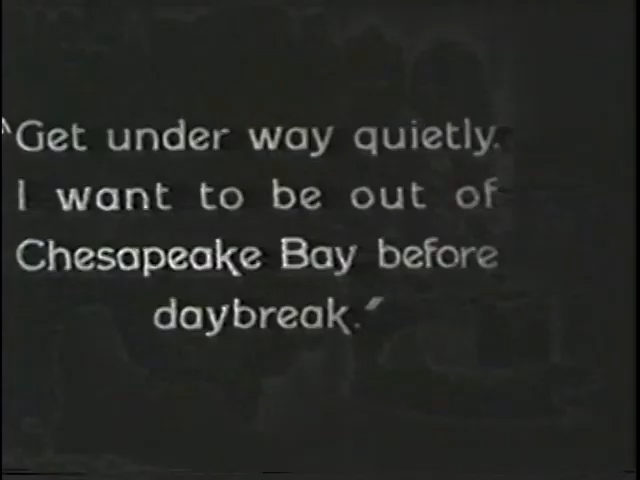 "Get under way quietly.
I want to be out of
Chesapeake Bay before
daybreak."